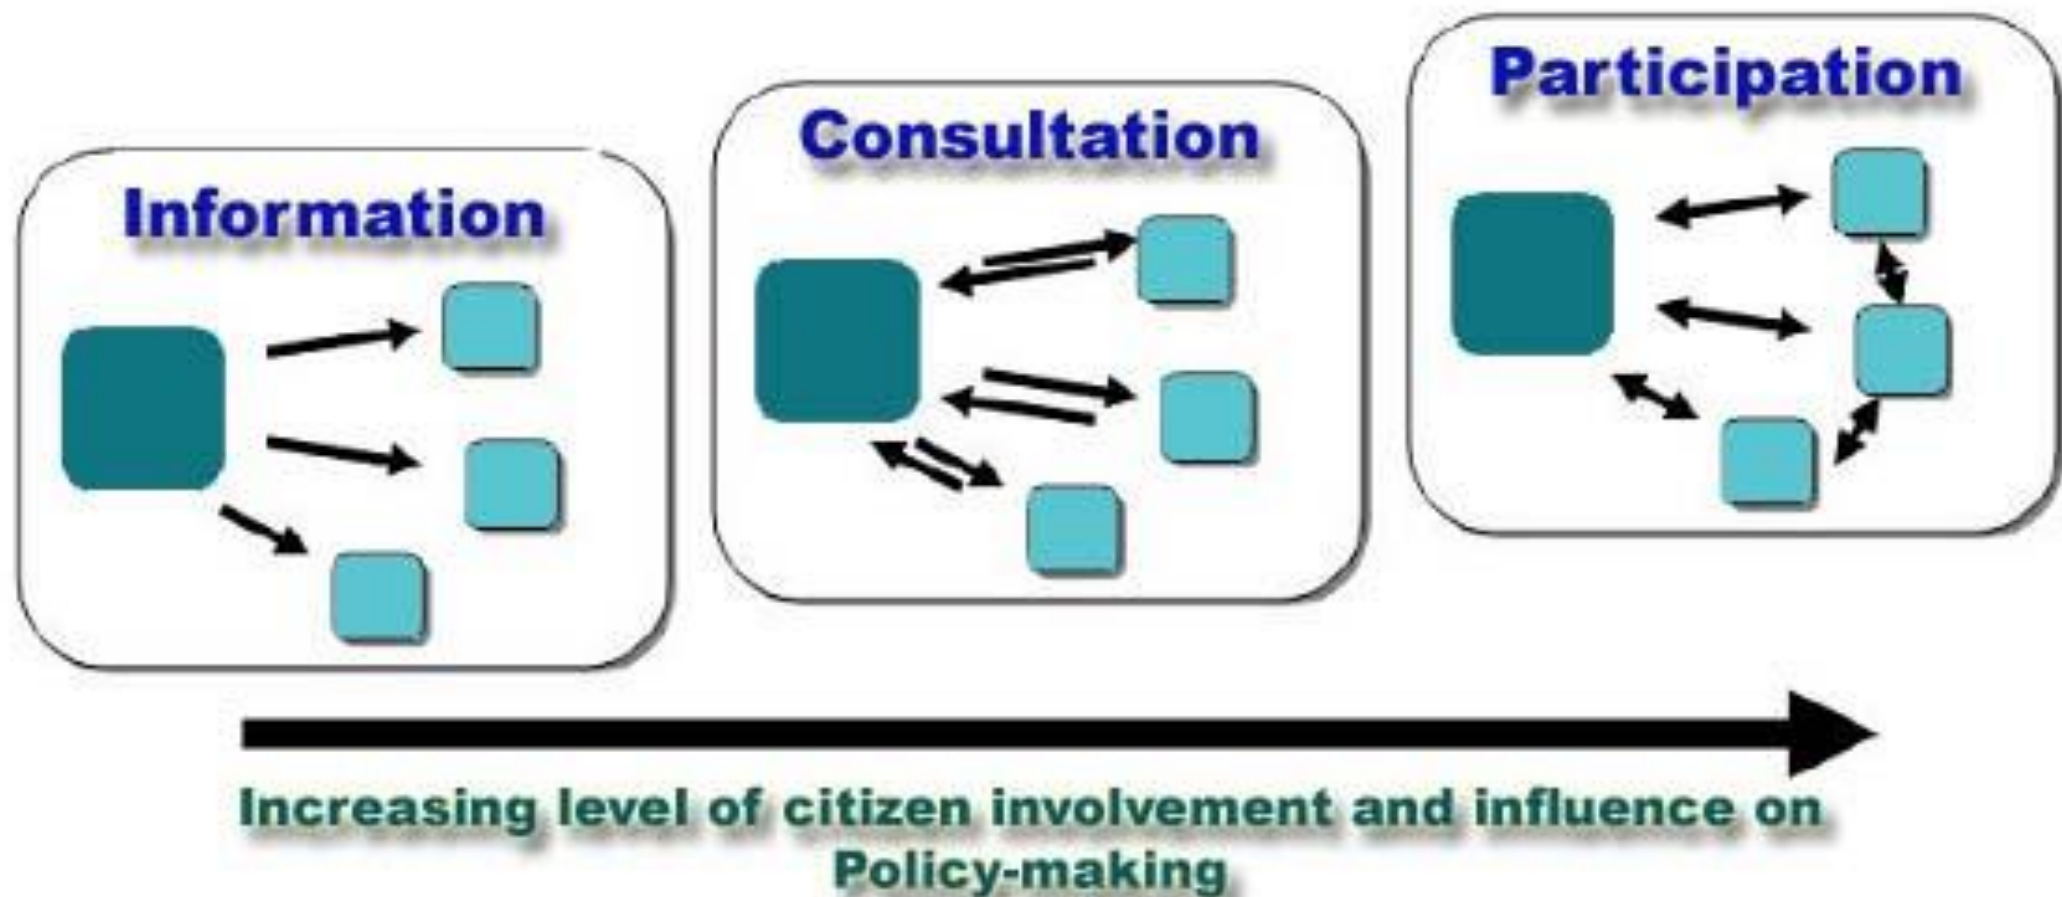 Information
Consultation
Participation
Increasing level of citizen involvement and influence on
Policy-making